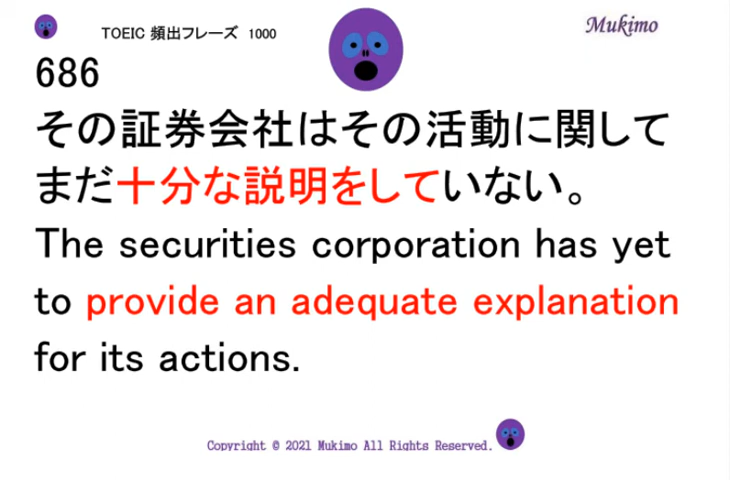 TOEIC 頻出フレーズ 1000
Mukimo
686
その証券会社はその活動に関して
まだ十分な説明をしていない。
The securities corporation has yet
to provide an adequate explanation
for its actions.
Copyright © 2021 Mukimo All Rights Reserved.